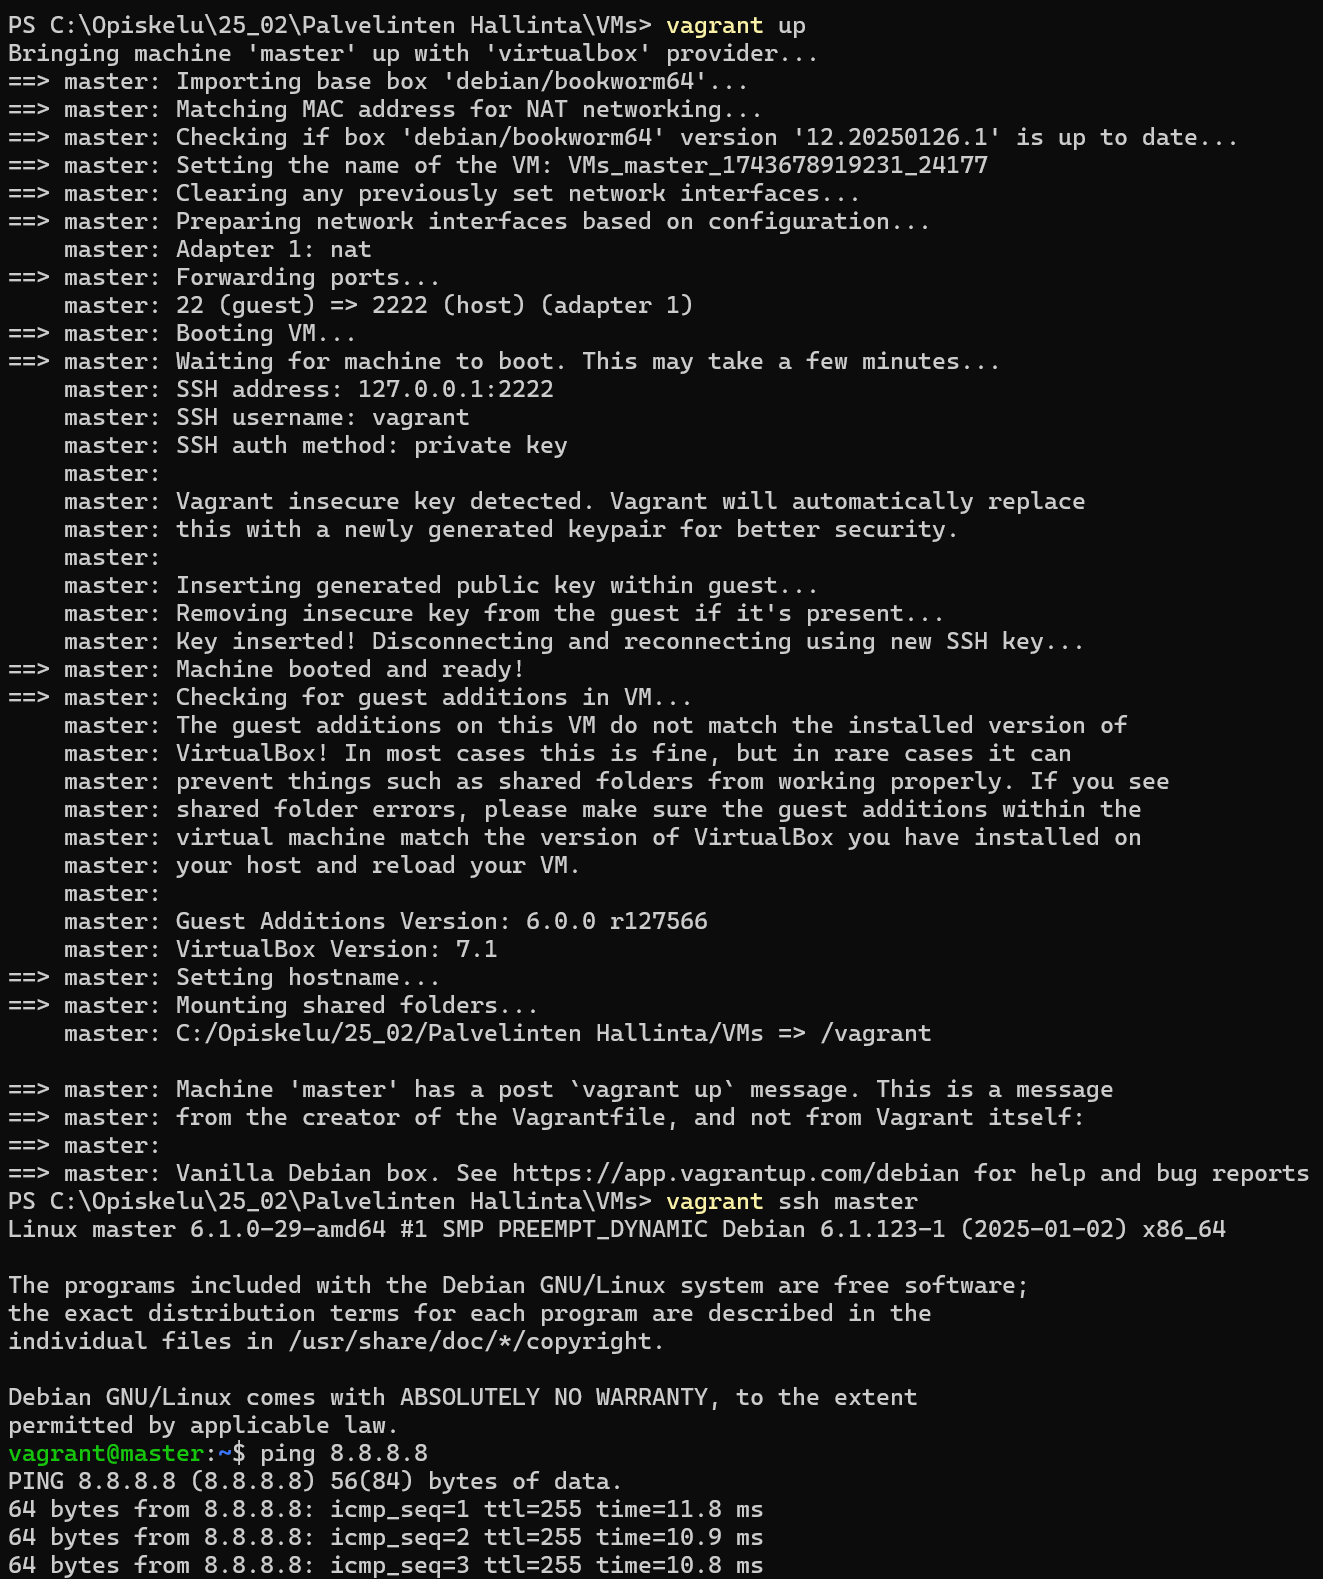 PS C:\Opiskelu\25_02\Palvelinten Hallinta\VMs> vagrant up
Bringing machine 'master' up with 'virtualbox' provider...
==> master: Importing base box 'debian/bookworm64'...
==> master: Matching MAC address for NAT networking...
==> master: Checking if box 'debian/bookworm64' version '12.20250126.1' is up to date...
==> master: Setting the name of the VM: VMs_master_1743678919231_24177
==> master: Clearing any previously set network interfaces...
==> master: Preparing network interfaces based on configuration...
    master: Adapter 1: nat
==> master: Forwarding ports...
    master: 22 (guest) => 2222 (host) (adapter 1)
==> master: Booting VM...
==> master: Waiting for machine to boot. This may take a few minutes...
    master: SSH address: 127.0.0.1:2222
    master: SSH username: vagrant
    master: SSH auth method: private key
    master:
    master: Vagrant insecure key detected. Vagrant will automatically replace
    master: this with a newly generated keypair for better security.
    master:
    master: Inserting generated public key within guest...
    master: Removing insecure key from the guest if it's present...
    master: Key inserted! Disconnecting and reconnecting using new SSH key...
==> master: Machine booted and ready!
==> master: Checking for guest additions in VM...
    master: The guest additions on this VM do not match the installed version of
    master: VirtualBox! In most cases this is fine, but in rare cases it can
    master: prevent things such as shared folders from working properly. If you see
    master: shared folder errors, please make sure the guest additions within the
    master: virtual machine match the version of VirtualBox you have installed on
    master: your host and reload your VM.
    master:
    master: Guest Additions Version: 6.0.0 r127566
    master: VirtualBox Version: 7.1
==> master: Setting hostname...
==> master: Mounting shared folders...
    master: C:/Opiskelu/25_02/Palvelinten Hallinta/VMs => /vagrant

==> master: Machine 'master' has a post `vagrant up` message. This is a message
==> master: from the creator of the Vagrantfile, and not from Vagrant itself:
==> master:
==> master: Vanilla Debian box. See https://app.vagrantup.com/debian for help and bug reports
PS C:\Opiskelu\25_02\Palvelinten Hallinta\VMs> vagrant ssh master
Linux master 6.1.0-29-amd64 #1 SMP PREEMPT_DYNAMIC Debian 6.1.123-1 (2025-01-02) x86_64

The programs included with the Debian GNU/Linux system are free software;
the exact distribution terms for each program are described in the
individual files in /usr/share/doc/*/copyright.

Debian GNU/Linux comes with ABSOLUTELY NO WARRANTY, to the extent
permitted by applicable law.
vagrant@master:~$ ping 8.8.8.8
PING 8.8.8.8 (8.8.8.8) 56(84) bytes of data.
64 bytes from 8.8.8.8: icmp_seq=1 ttl=255 time=11.8 ms
64 bytes from 8.8.8.8: icmp_seq=2 ttl=255 time=10.9 ms
64 bytes from 8.8.8.8: icmp_seq=3 ttl=255 time=10.8 ms